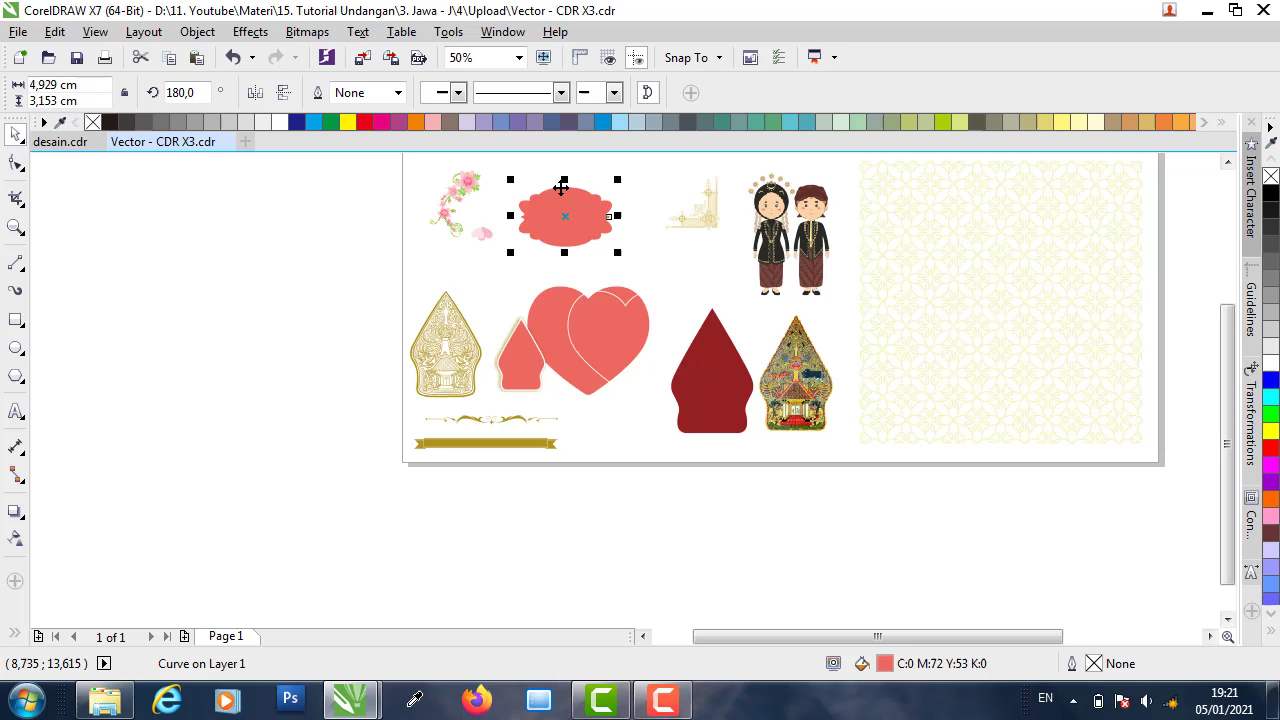 CorelDRAW X7 (64-Bit) - D:\11. Youtube\Materi\15. Tutorial Undangan\3. Jawa - J\4\Upload\Vector - CDR X3.cdr
File Edit View Layout Object Effects Bitmaps Text Table Tools Window Help
50% Snap To
4,929 cm
3,153 cm
180,0 °
None
desain.cdr Vector - CDR X3.cdr
Insert Character
Guidelines
Transformations
Con...
1 of 1 Page 1
(8,735 ; 13,615) Curve on Layer 1 C:0 M:72 Y:53 K:0 None
Ps
EN
19:21
05/01/2021